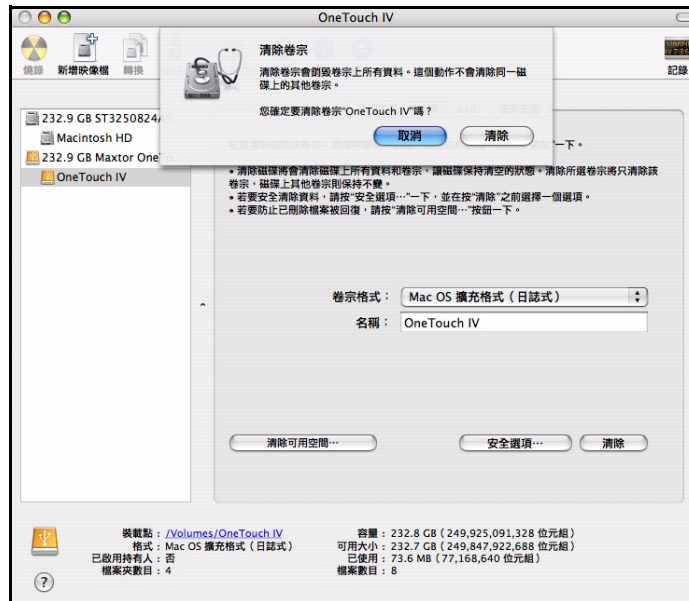 OneTouch IV
清除卷宗
清除卷宗會銷毀卷宗上所有資料。這個動作不會清除同一磁
碟上的其他卷宗。
您確定要清除卷宗“OneTouch IV”嗎？
取消
清除
燒錄
新增映像檔
轉換
記錄
232.9 GB ST3250824AS
Macintosh HD
232.9 GB Maxtor OneTo
OneTouch IV
一下。
• 清除磁碟將會清除磁碟上所有資料和卷宗，讓磁碟保持清空的狀態。清除所選卷宗將只清除該
卷宗，磁碟上其他卷宗則保持不變。
• 若要安全清除資料，請按“安全選項⋯”一下，並在按“清除”之前選擇一個選項。
• 若要防止已刪除檔案被回復，請按“清除可用空間⋯”按鈕一下。
卷宗格式：
Mac OS 擴充格式（日誌式）
名稱：
OneTouch IV
清除可用空間⋯
安全選項⋯
清除
裝載點：/Volumes/OneTouch IV
格式：Mac OS 擴充格式（日誌式）
已啟用持有人：否
檔案夾數目：4
容量：232.8 GB（249,925,091,328 位元組）
可用大小：232.7 GB（249,847,922,688 位元組）
已使用：73.6 MB（77,168,640 位元組）
檔案數目：8
?